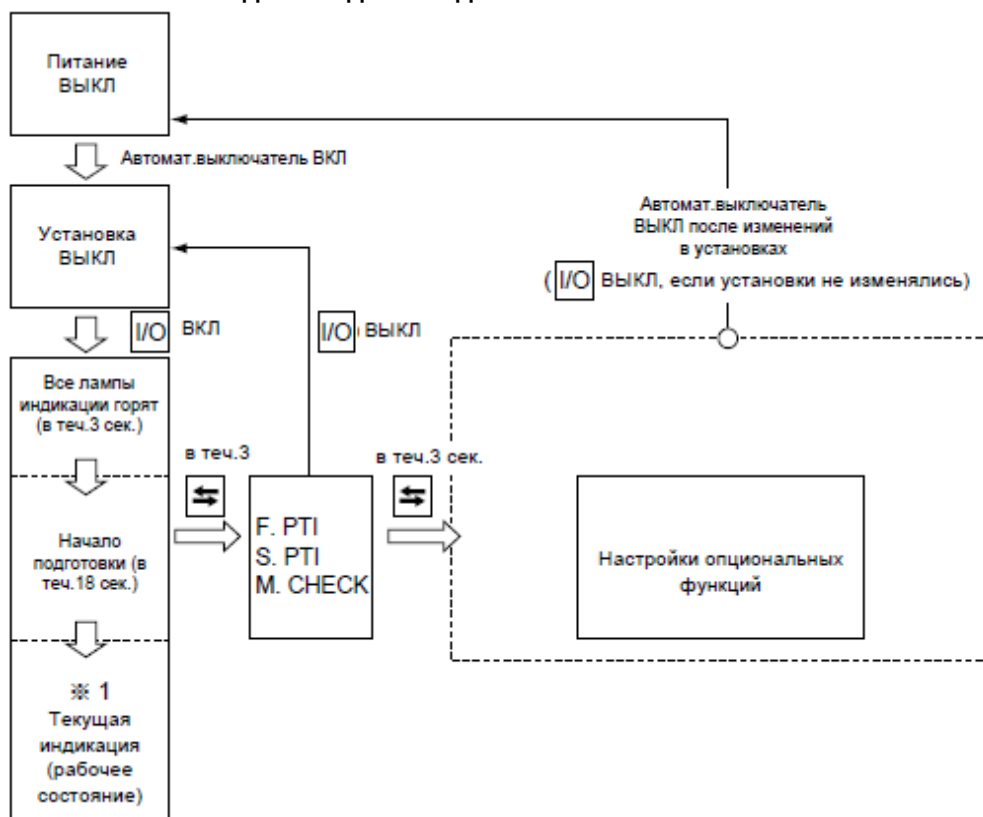 Питание
ВЫКЛ
Автомат.выключатель ВКЛ
Установка
ВЫКЛ
Автомат.выключатель
ВЫКЛ после изменений
в установках
( I/O ВЫКЛ, если установки не изменялись)
I/O ВКЛ
I/O ВЫКЛ
Все лампы
индикации горят
(в теч.3 сек.)
в теч.3
в теч.3 сек.
Начало
подготовки (в
теч.18 сек.)
F. PTI
S. PTI
M. CHECK
Настройки опциональных
функций
※ 1
Текущая
индикация
(рабочее
состояние)